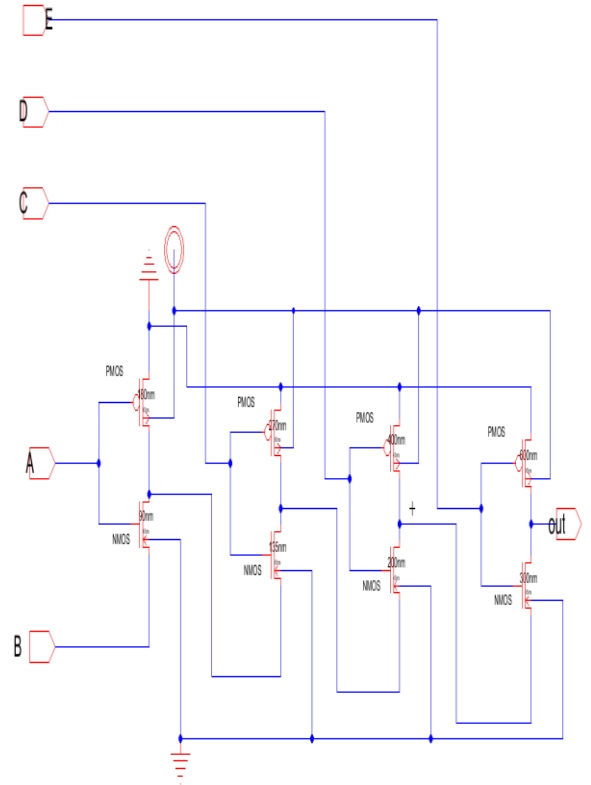 E
D
C
PMOS
180nm
PMOS
270nm
PMOS
400nm
PMOS
600nm
A
90nm
NMOS
135nm
NMOS
200nm
NMOS
300nm
NMOS
out
B